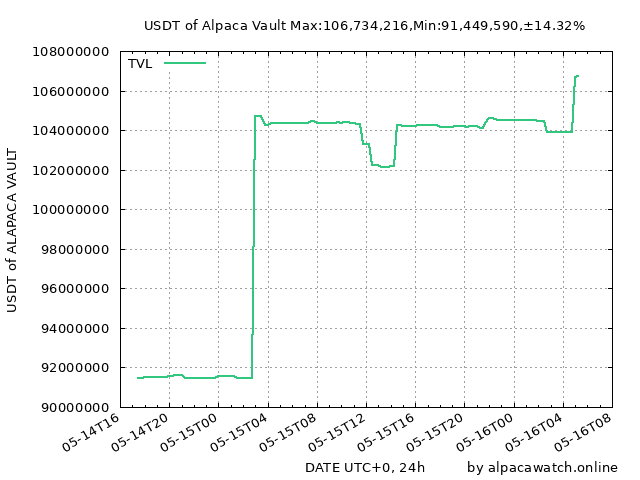 USDT of Alpaca Vault Max:106,734,216,Min:91,449,590,±14.32%
TVL
108000000
106000000
104000000
102000000
100000000
98000000
96000000
94000000
92000000
90000000
USDT of ALAPACA VAULT
05-14T16
05-14T20
05-15T00
05-15T04
05-15T08
05-15T12
05-15T16
05-15T20
05-16T00
05-16T04
05-16T08
DATE UTC+0, 24h
by alpacawatch.online